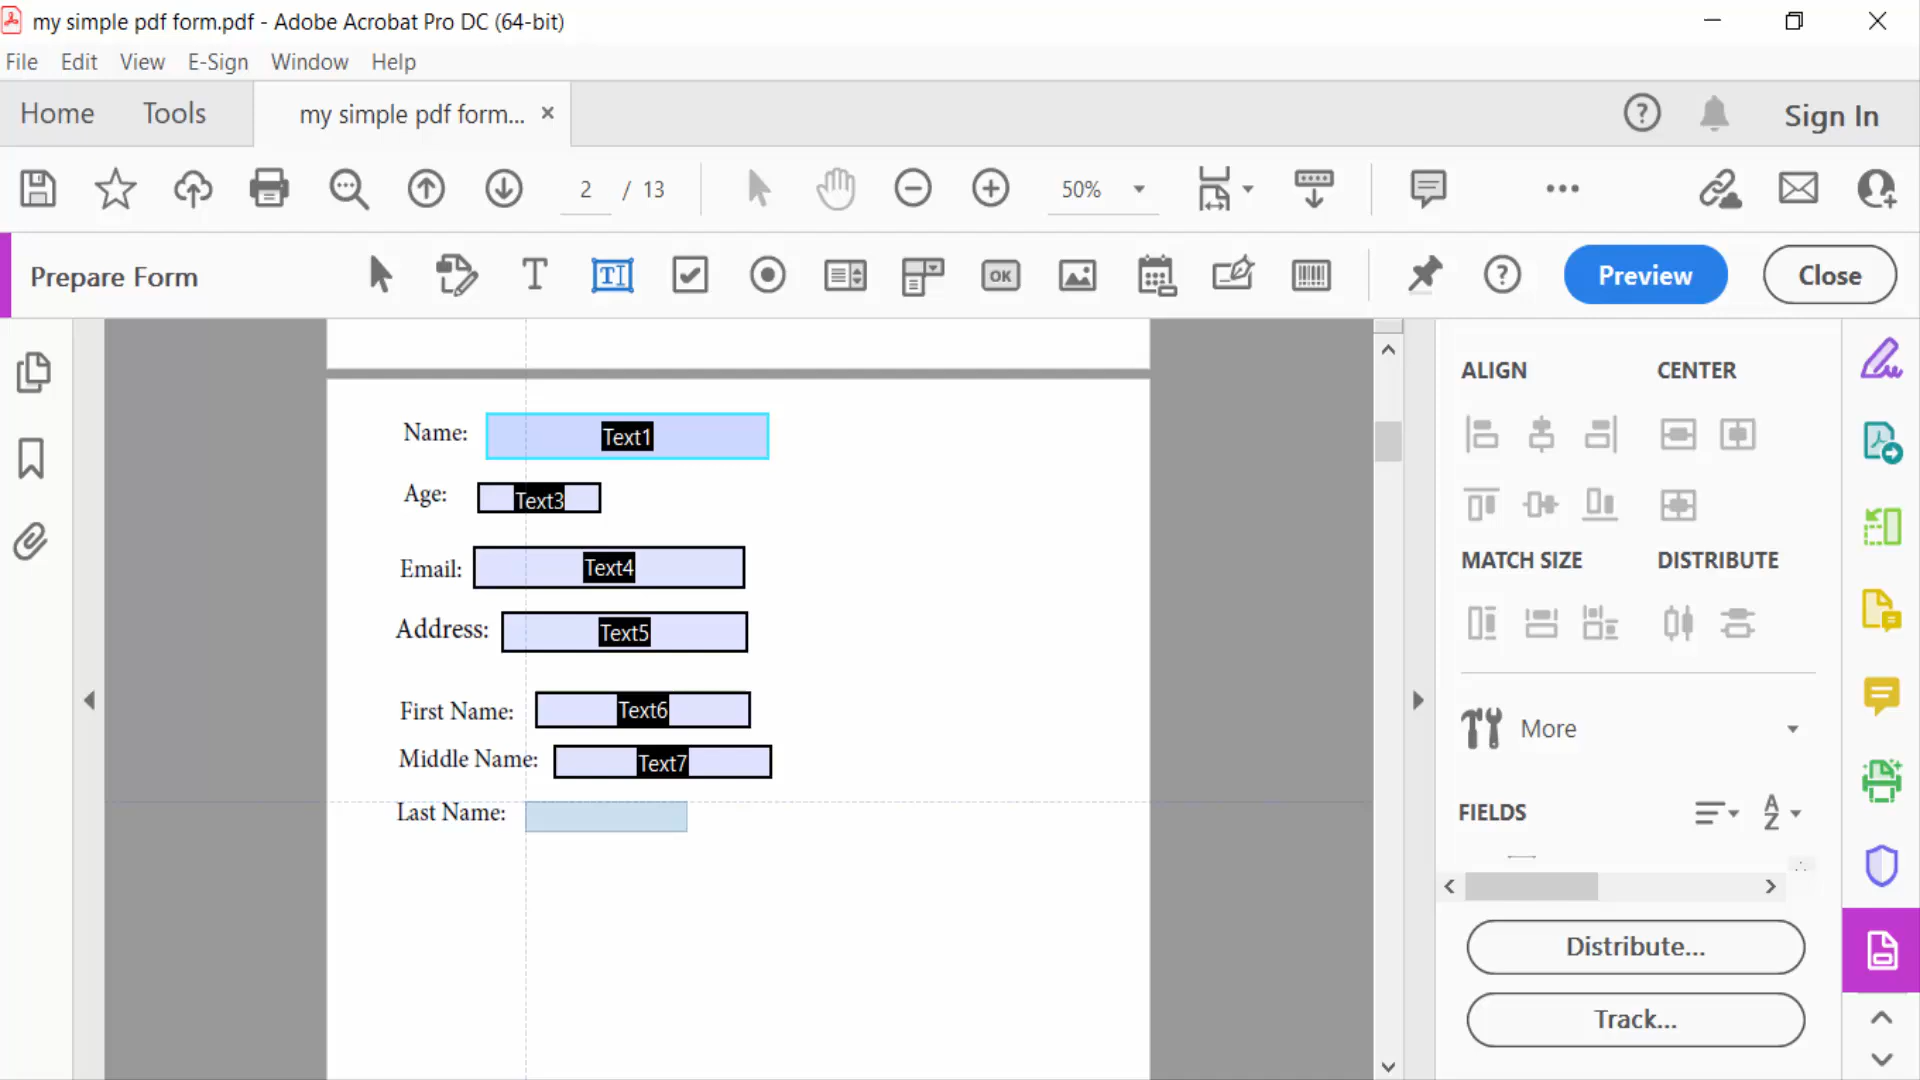 my simple pdf form.pdf - Adobe Acrobat Pro DC (64-bit)
File Edit View E-Sign Window Help
Home Tools my simple pdf form... Sign In
2 / 13 50%
Prepare Form OK Preview Close
ALIGN CENTER
Name: Text1
Age: Text3
MATCH SIZE DISTRIBUTE
Email: Text4
Address: Text5
First Name: Text6
More
Middle Name: Text7
Last Name:
FIELDS
Distribute...
Track...